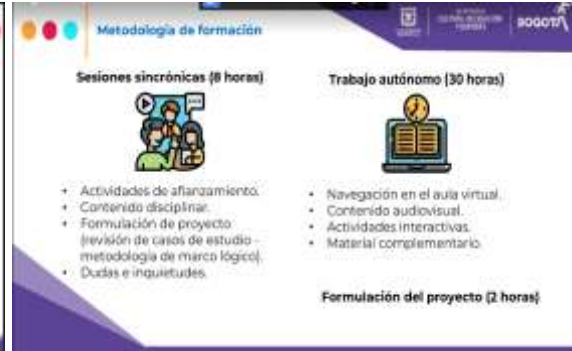 Metodología de formación
BOGOTÁ
Sesiones sincrónicas (8 horas)
Actividades de afianzamiento.
Contenido disciplinar.
Formulación de proyecto
(revisión de casos de estudio -
metodología de marco lógico).
Dudas e inquietudes.
Trabajo autónomo (30 horas)
Navegación en el aula virtual.
Contenido audiovisual.
Actividades interactivas.
Material complementario.
Formulación del proyecto (2 horas)